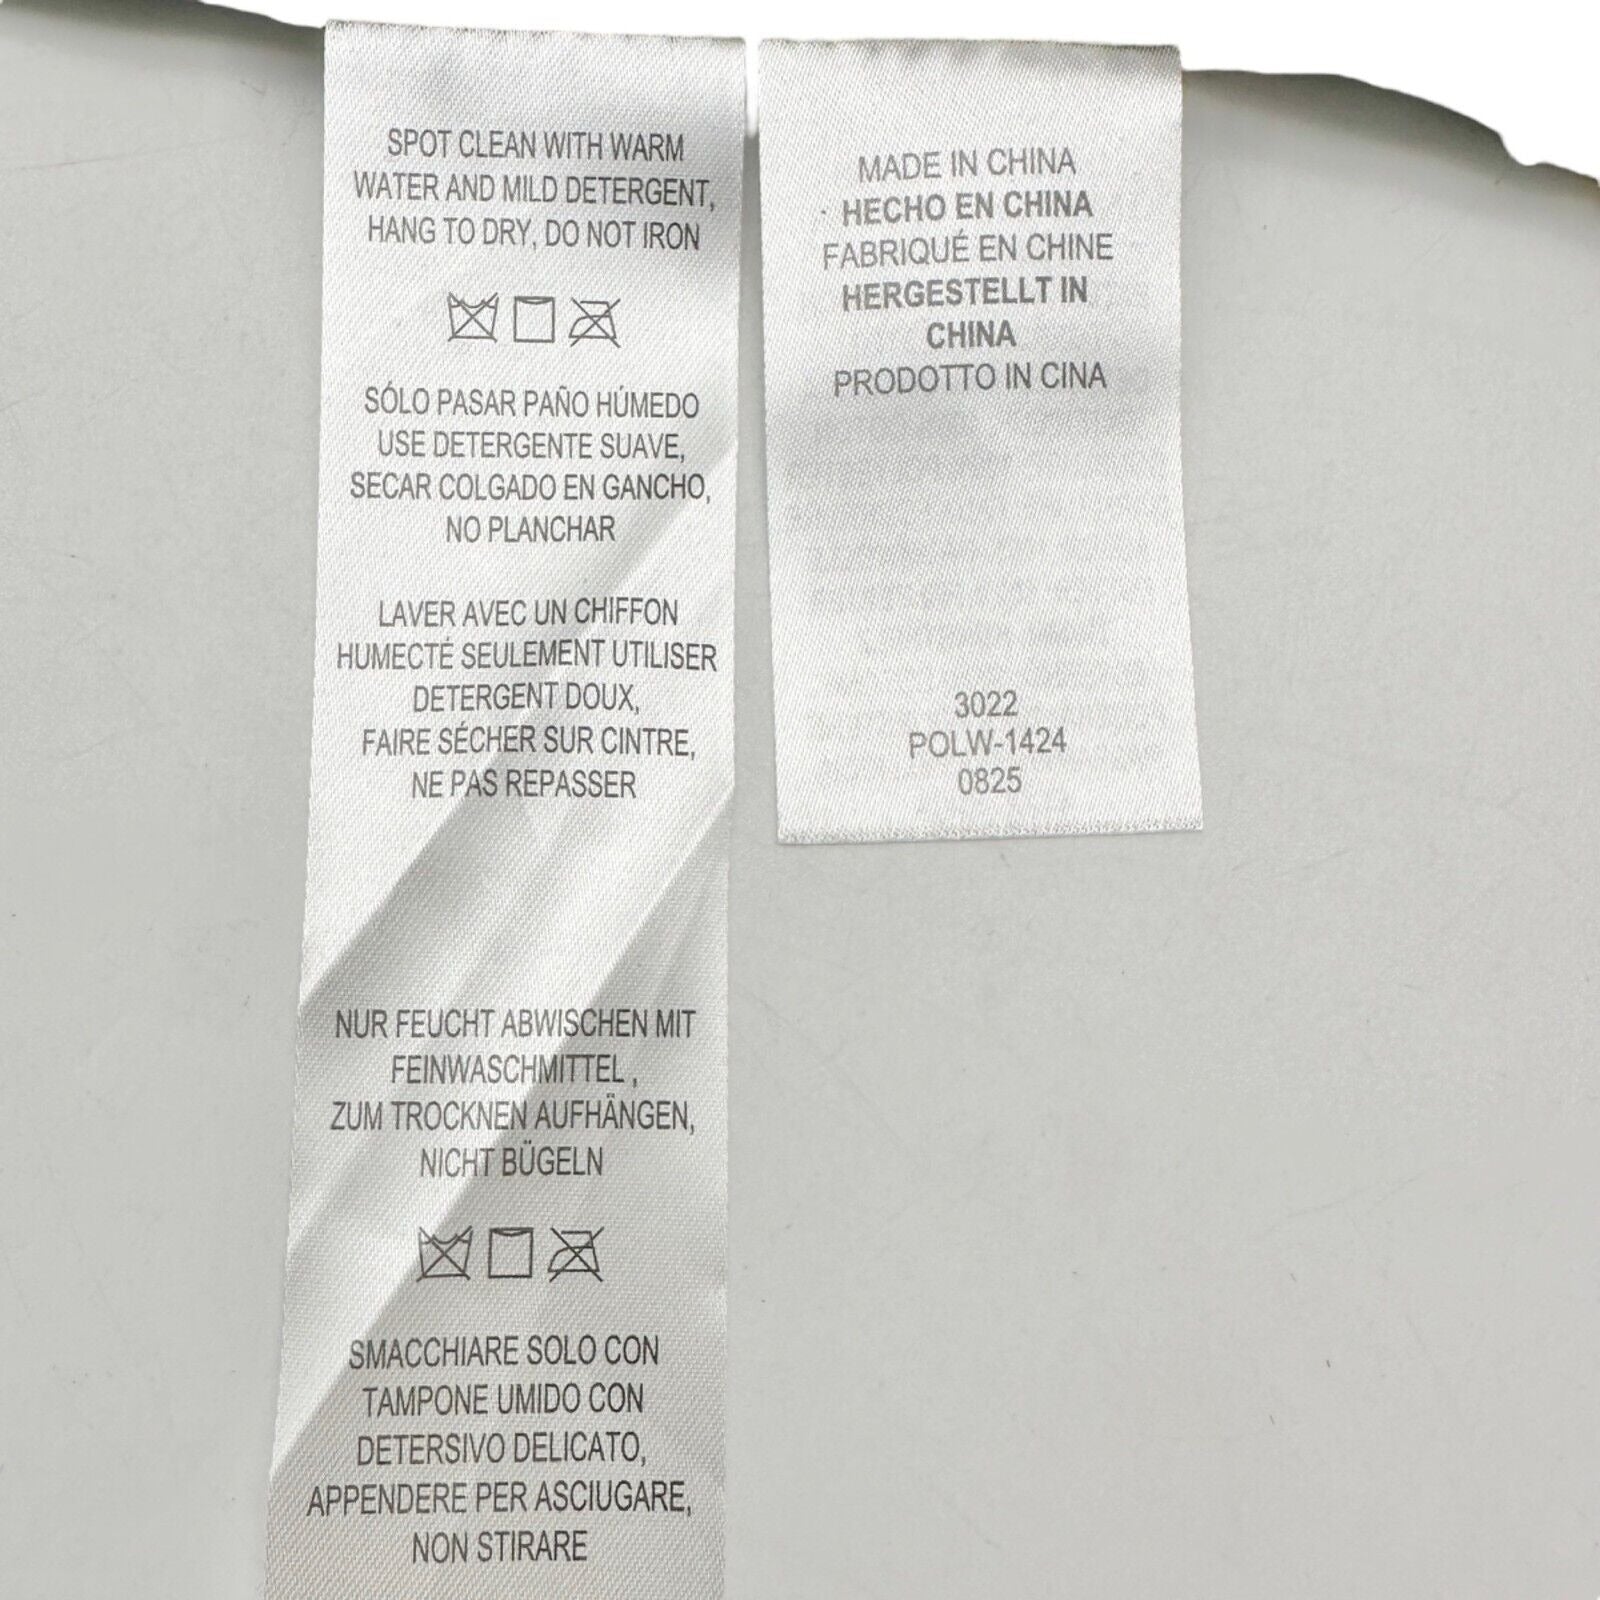 SPOT CLEAN WITH WARM
WATER AND MILD DETERGENT,
HANG TO DRY, DO NOT IRON
SÓLO PASAR PAÑO HÚMEDO
USE DETERGENTE SUAVE,
SECAR COLGADO EN GANCHO,
NO PLANCHAR
LAVER AVEC UN CHIFFON
HUMECTÉ SEULEMENT UTILISER
DETERGENT DOUX,
FAIRE SÉCHER SUR CINTRE,
NE PAS REPASSER
NUR FEUCHT ABWISCHEN MIT
FEINWASCHMITTEL ,
ZUM TROCKNEN AUFHÄNGEN,
NICHT BÜGELN
SMACCHIARE SOLO CON
TAMPONE UMIDO CON
DETERSIVO DELICATO,
APPENDERE PER ASCIUGARE,
NON STIRARE
MADE IN CHINA
HECHO EN CHINA
FABRIQUÉ EN CHINE
HERGESTELLT IN
CHINA
PRODOTTO IN CINA
3022
POLW-1424
0825